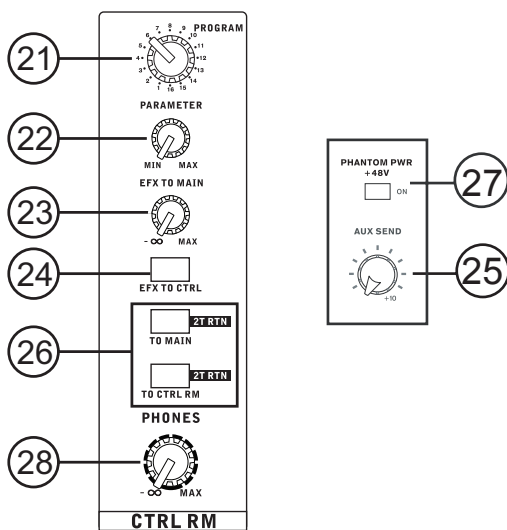 PROGRAM
1 2 3 4 5 6 7 8 9 10 11 12 13 14 15 16
21
PARAMETER
22
MIN MAX
EFX TO MAIN
23
- ∞ MAX
24
EFX TO CTRL
26
2T RTN
TO MAIN
2T RTN
TO CTRL RM
PHONES
28
- ∞ MAX
CTRL RM
PHANTOM PWR
+48V
ON
27
AUX SEND
25
+10